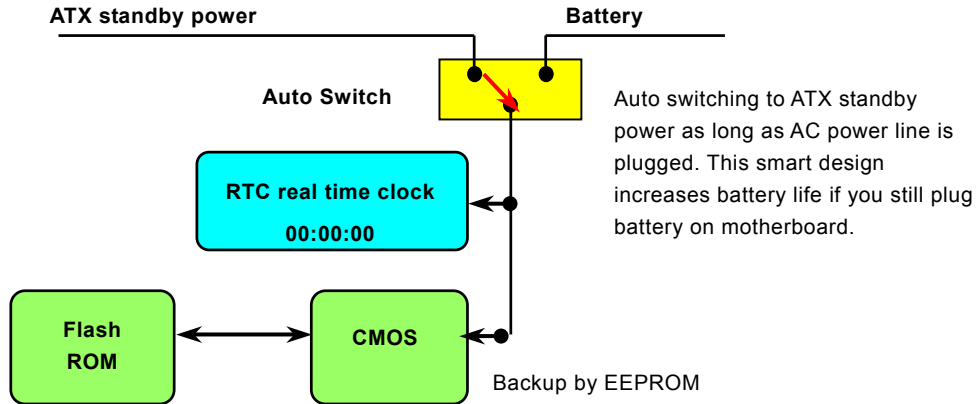 ATX standby power
Battery
Auto Switch
Auto switching to ATX standby
power as long as AC power line is
plugged. This smart design
increases battery life if you still plug
battery on motherboard.
RTC real time clock
00:00:00
Flash
ROM
CMOS
Backup by EEPROM